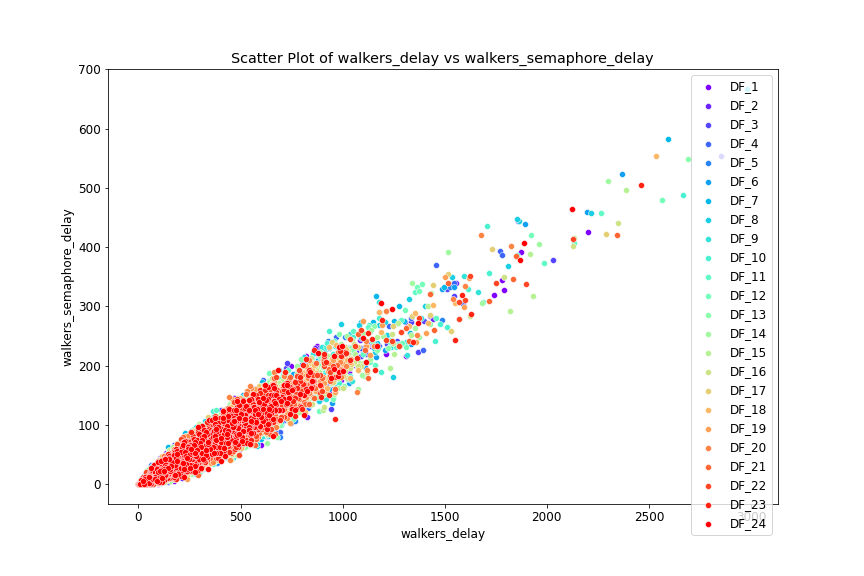 Scatter Plot of walkers_delay vs walkers_semaphore_delay
700
600
500
400
300
200
100
0
walkers_semaphore_delay
0
500
1000
1500
2000
2500
3000
walkers_delay
DF_1
DF_2
DF_3
DF_4
DF_5
DF_6
DF_7
DF_8
DF_9
DF_10
DF_11
DF_12
DF_13
DF_14
DF_15
DF_16
DF_17
DF_18
DF_19
DF_20
DF_21
DF_22
DF_23
DF_24